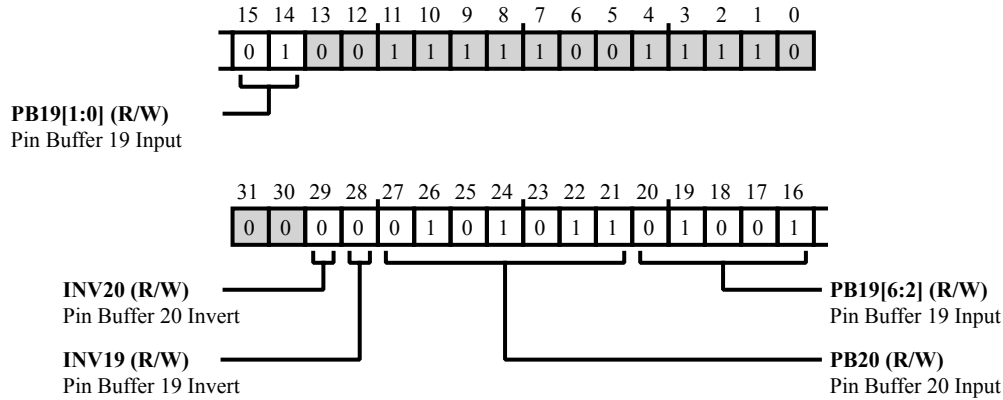 15 14 13 12 11 10 9 8 7 6 5 4 3 2 1 0
0 1 0 0 1 1 1 1 1 0 0 1 1 1 1 0
PB19[1:0] (R/W)
Pin Buffer 19 Input
31 30 29 28 27 26 25 24 23 22 21 20 19 18 17 16
0 0 0 0 0 1 0 1 0 1 1 0 1 0 0 1
INV20 (R/W)
Pin Buffer 20 Invert
PB19[6:2] (R/W)
Pin Buffer 19 Input
INV19 (R/W)
Pin Buffer 19 Invert
PB20 (R/W)
Pin Buffer 20 Input